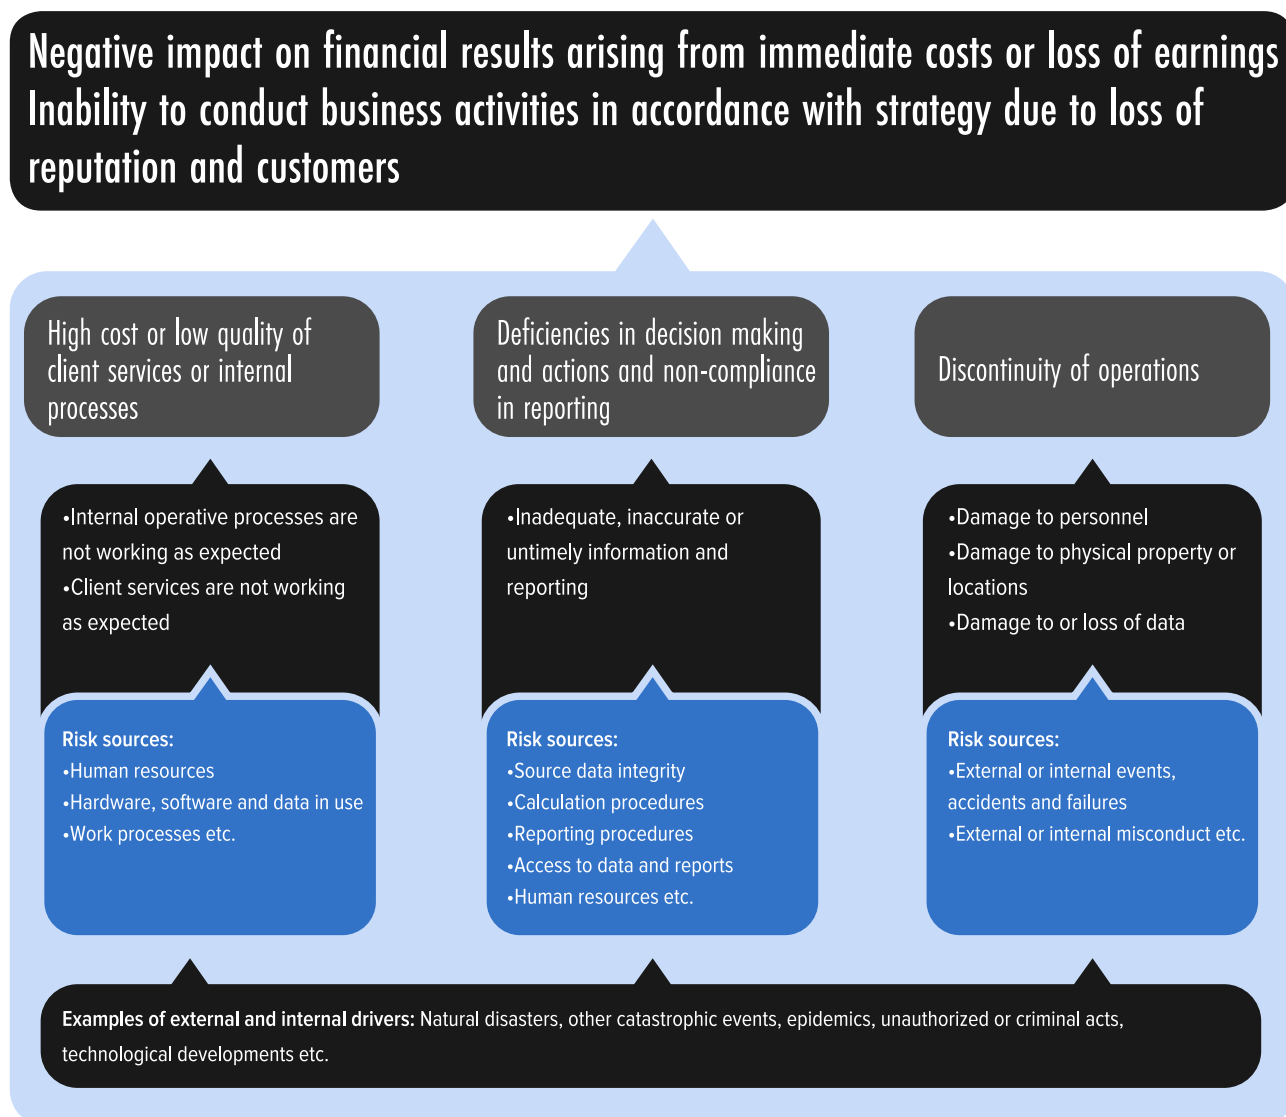 Negative impact on financial results arising from immediate costs or loss of earnings
Inability to conduct business activities in accordance with strategy due to loss of
reputation and customers
High cost or low quality of
client services or internal
processes
•Internal operative processes are
not working as expected
•Client services are not working
as expected
Risk sources:
•Human resources
•Hardware, software and data in use
•Work processes etc.
Deficiencies in decision making
and actions and non-compliance
in reporting
•Inadequate, inaccurate or
untimely information and
reporting
Risk sources:
•Source data integrity
•Calculation procedures
•Reporting procedures
•Access to data and reports
•Human resources etc.
Discontinuity of operations
•Damage to personnel
•Damage to physical property or
locations
•Damage to or loss of data
Risk sources:
•External or internal events,
accidents and failures
•External or internal misconduct etc.
Examples of external and internal drivers: Natural disasters, other catastrophic events, epidemics, unauthorized or criminal acts,
technological developments etc.